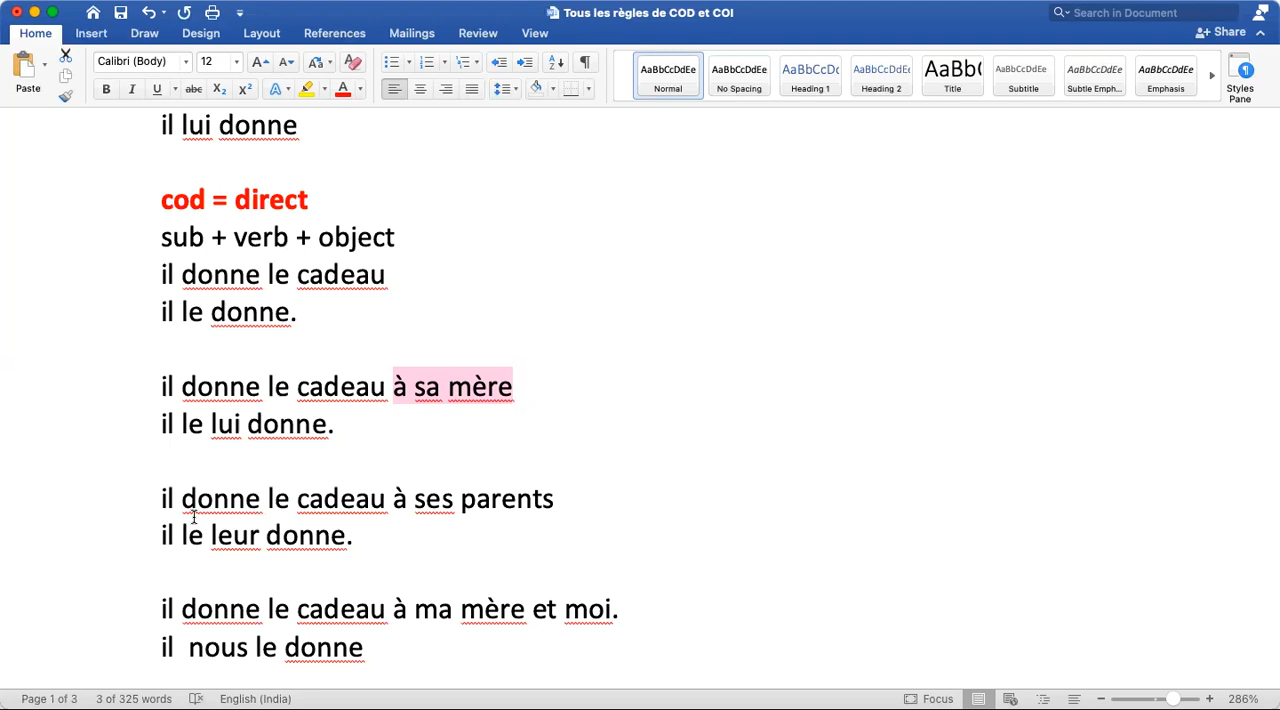 Tous les règles de COD et COI
Search in Document
Home Insert Draw Design Layout References Mailings Review View
Share
Paste
Calibri (Body) 12
AaBbCcDdEe AaBbCcDdEe AaBbCcDc AaBbCcDdEe AaBb( AaBbCcDdEe AaBbCcDdEe AaBbCcDdEe
Normal No Spacing Heading 1 Heading 2 Title Subtitle Subtle Emph... Emphasis
Styles
Pane
il lui donne
cod = direct
sub + verb + object
il donne le cadeau
il le donne.
il donne le cadeau à sa mère
il le lui donne.
il donne le cadeau à ses parents
il le leur donne.
il donne le cadeau à ma mère et moi.
il nous le donne
Page 1 of 3 3 of 325 words English (India) Focus 286%